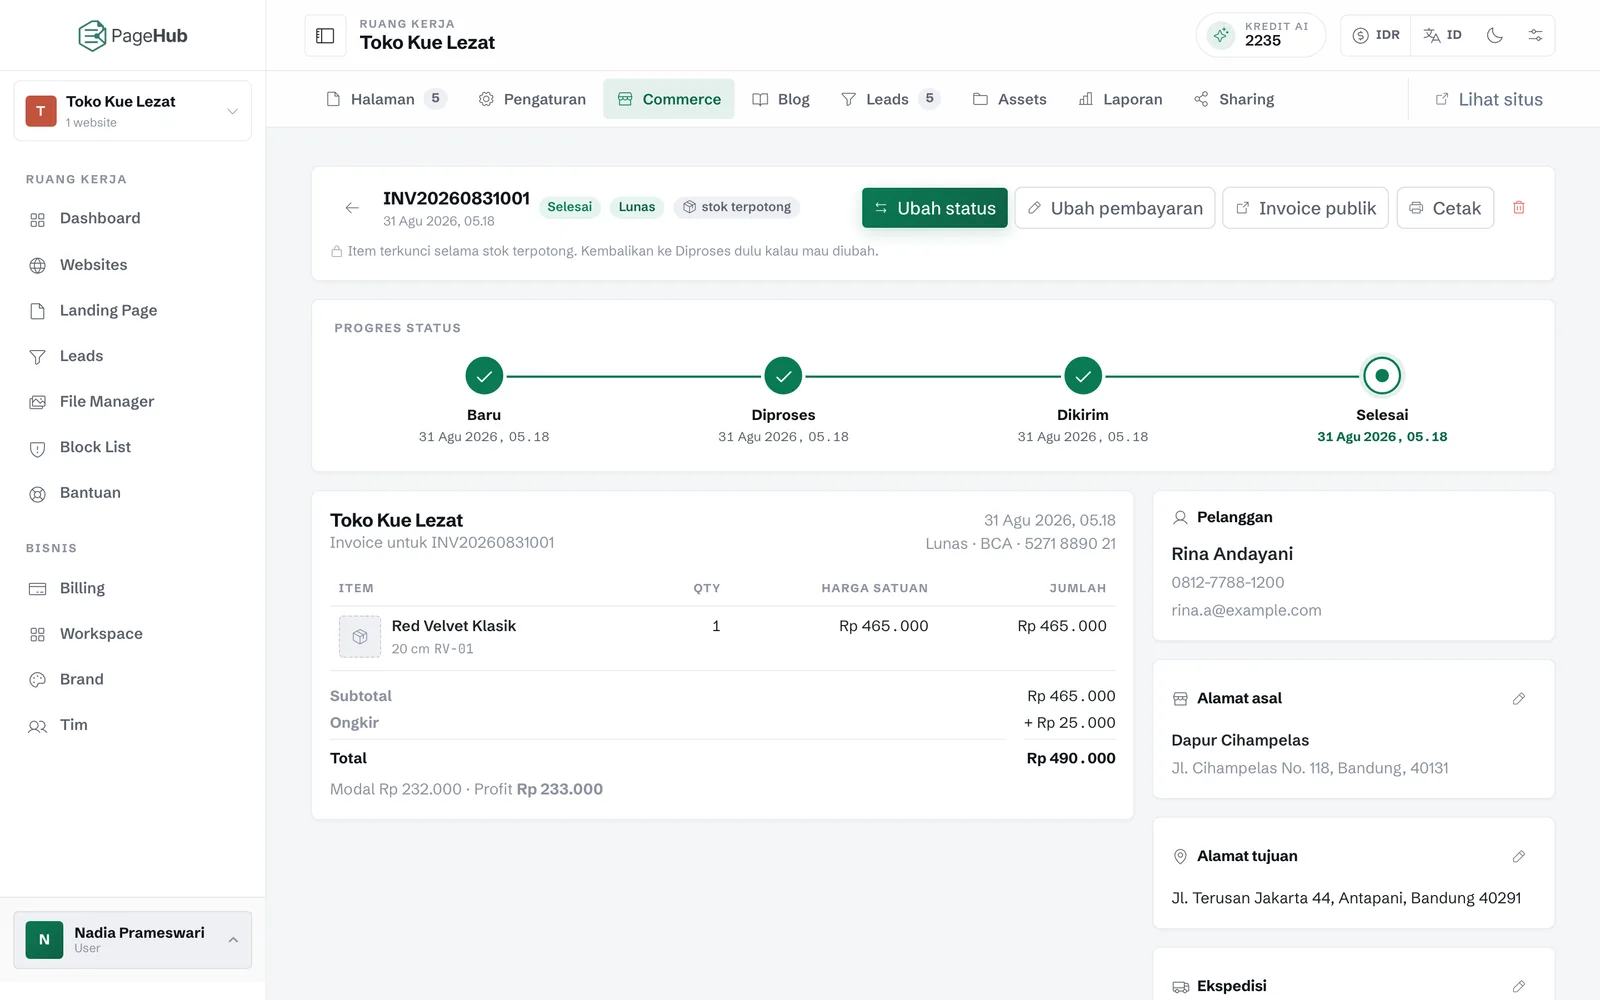 PageHub
RUANG KERJA
Toko Kue Lezat
KREDIT AI
2235
IDR
ID
T
Toko Kue Lezat
1 website
RUANG KERJA
Dashboard
Websites
Landing Page
Leads
File Manager
Block List
Bantuan
BISNIS
Billing
Workspace
Brand
Tim
N
Nadia Prameswari
User
Halaman 5
Pengaturan
Commerce
Blog
Leads 5
Assets
Laporan
Sharing
Lihat situs
INV20260831001
31 Agu 2026, 05.18
Selesai
Lunas
stok terpotong
Ubah status
Ubah pembayaran
Invoice publik
Cetak
Item terkunci selama stok terpotong. Kembalikan ke Diproses dulu kalau mau diubah.
PROGRES STATUS
Baru
31 Agu 2026, 05.18
Diproses
31 Agu 2026, 05.18
Dikirim
31 Agu 2026, 05.18
Selesai
31 Agu 2026, 05.18
Toko Kue Lezat
Invoice untuk INV20260831001
31 Agu 2026, 05.18
Lunas · BCA · 5271 8890 21
ITEM QTY HARGA SATUAN JUMLAH
Red Velvet Klasik 1 Rp 465.000 Rp 465.000
20 cm RV-01
Subtotal Rp 465.000
Ongkir + Rp 25.000
Total Rp 490.000
Modal Rp 232.000 · Profit Rp 233.000
Pelanggan
Rina Andayani
0812-7788-1200
rina.a@example.com
Alamat asal
Dapur Cihampelas
Jl. Cihampelas No. 118, Bandung, 40131
Alamat tujuan
Jl. Terusan Jakarta 44, Antapani, Bandung 40291
Ekspedisi